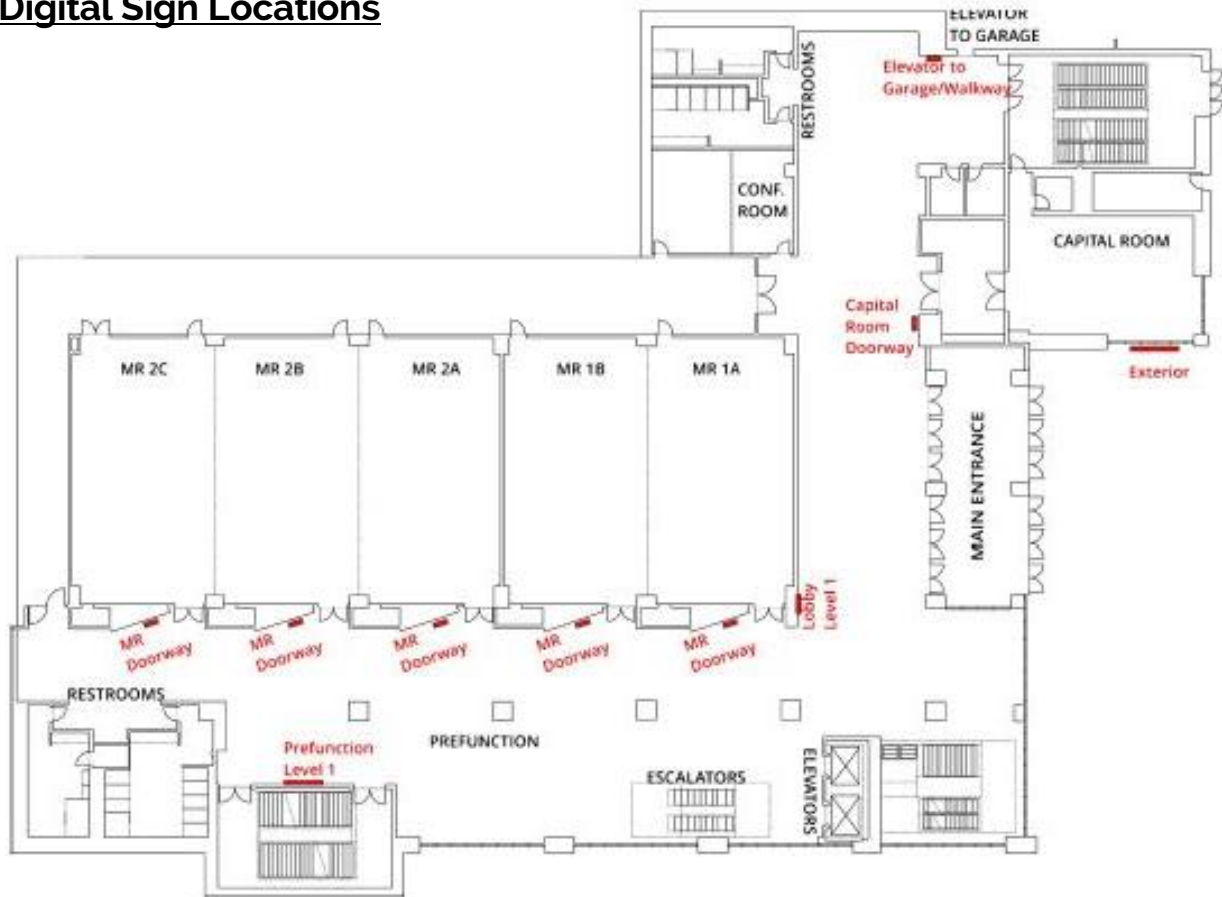 Digital Sign Locations
ELEVATOR
TO GARAGE
Elevator to
Garage/Walkway
RESTROOMS
CONF.
ROOM
CAPITAL ROOM
Capital
Room
Doorway
Exterior
MR 2C
MR 2B
MR 2A
MR 1B
MR 1A
MAIN ENTRANCE
Lobby
Level 1
MR
Doorway
MR
Doorway
MR
Doorway
MR
Doorway
MR
Doorway
RESTROOMS
Prefunction
Level 1
PREFUNCTION
ESCALATORS
ELEVATORS